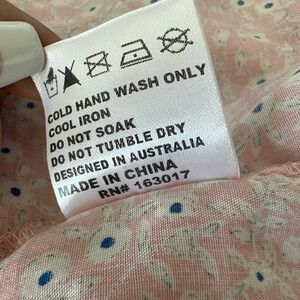 COLD HAND WASH ONLY
COOL IRON
DO NOT SOAK
DO NOT TUMBLE DRY
DESIGNED IN AUSTRALIA
MADE IN CHINA
RN# 163017